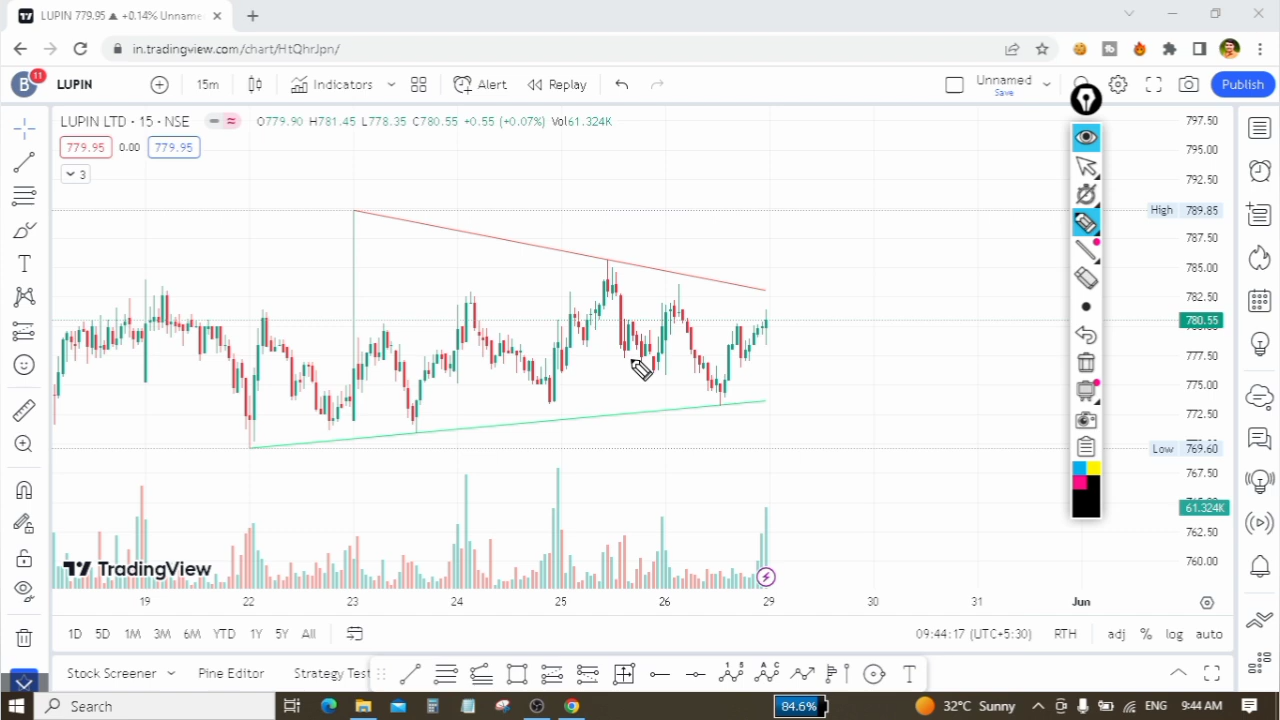 LUPIN 779.95 ▲ +0.14% Unname
in.tradingview.com/chart/HtQhrJpn/
B 11 LUPIN 15m Indicators Alert Replay Unnamed Save Publish
LUPIN LTD · 15 · NSE O779.90 H781.45 L778.35 C780.55 +0.55 (+0.07%) Vol61.324K
779.95 0.00 779.95
3
797.50
795.00
792.50
High 789.85
787.50
785.00
782.50
780.55
777.50
775.00
772.50
Low 769.60
767.50
61.324K
762.50
760.00
TradingView
19 22 23 24 25 26 29 30 31 Jun
1D 5D 1M 3M 6M YTD 1Y 5Y All 09:44:17 (UTC+5:30) RTH adj % log auto
Stock Screener Pine Editor Strategy Test
Search 84.6% 32°C Sunny ENG 9:44 AM